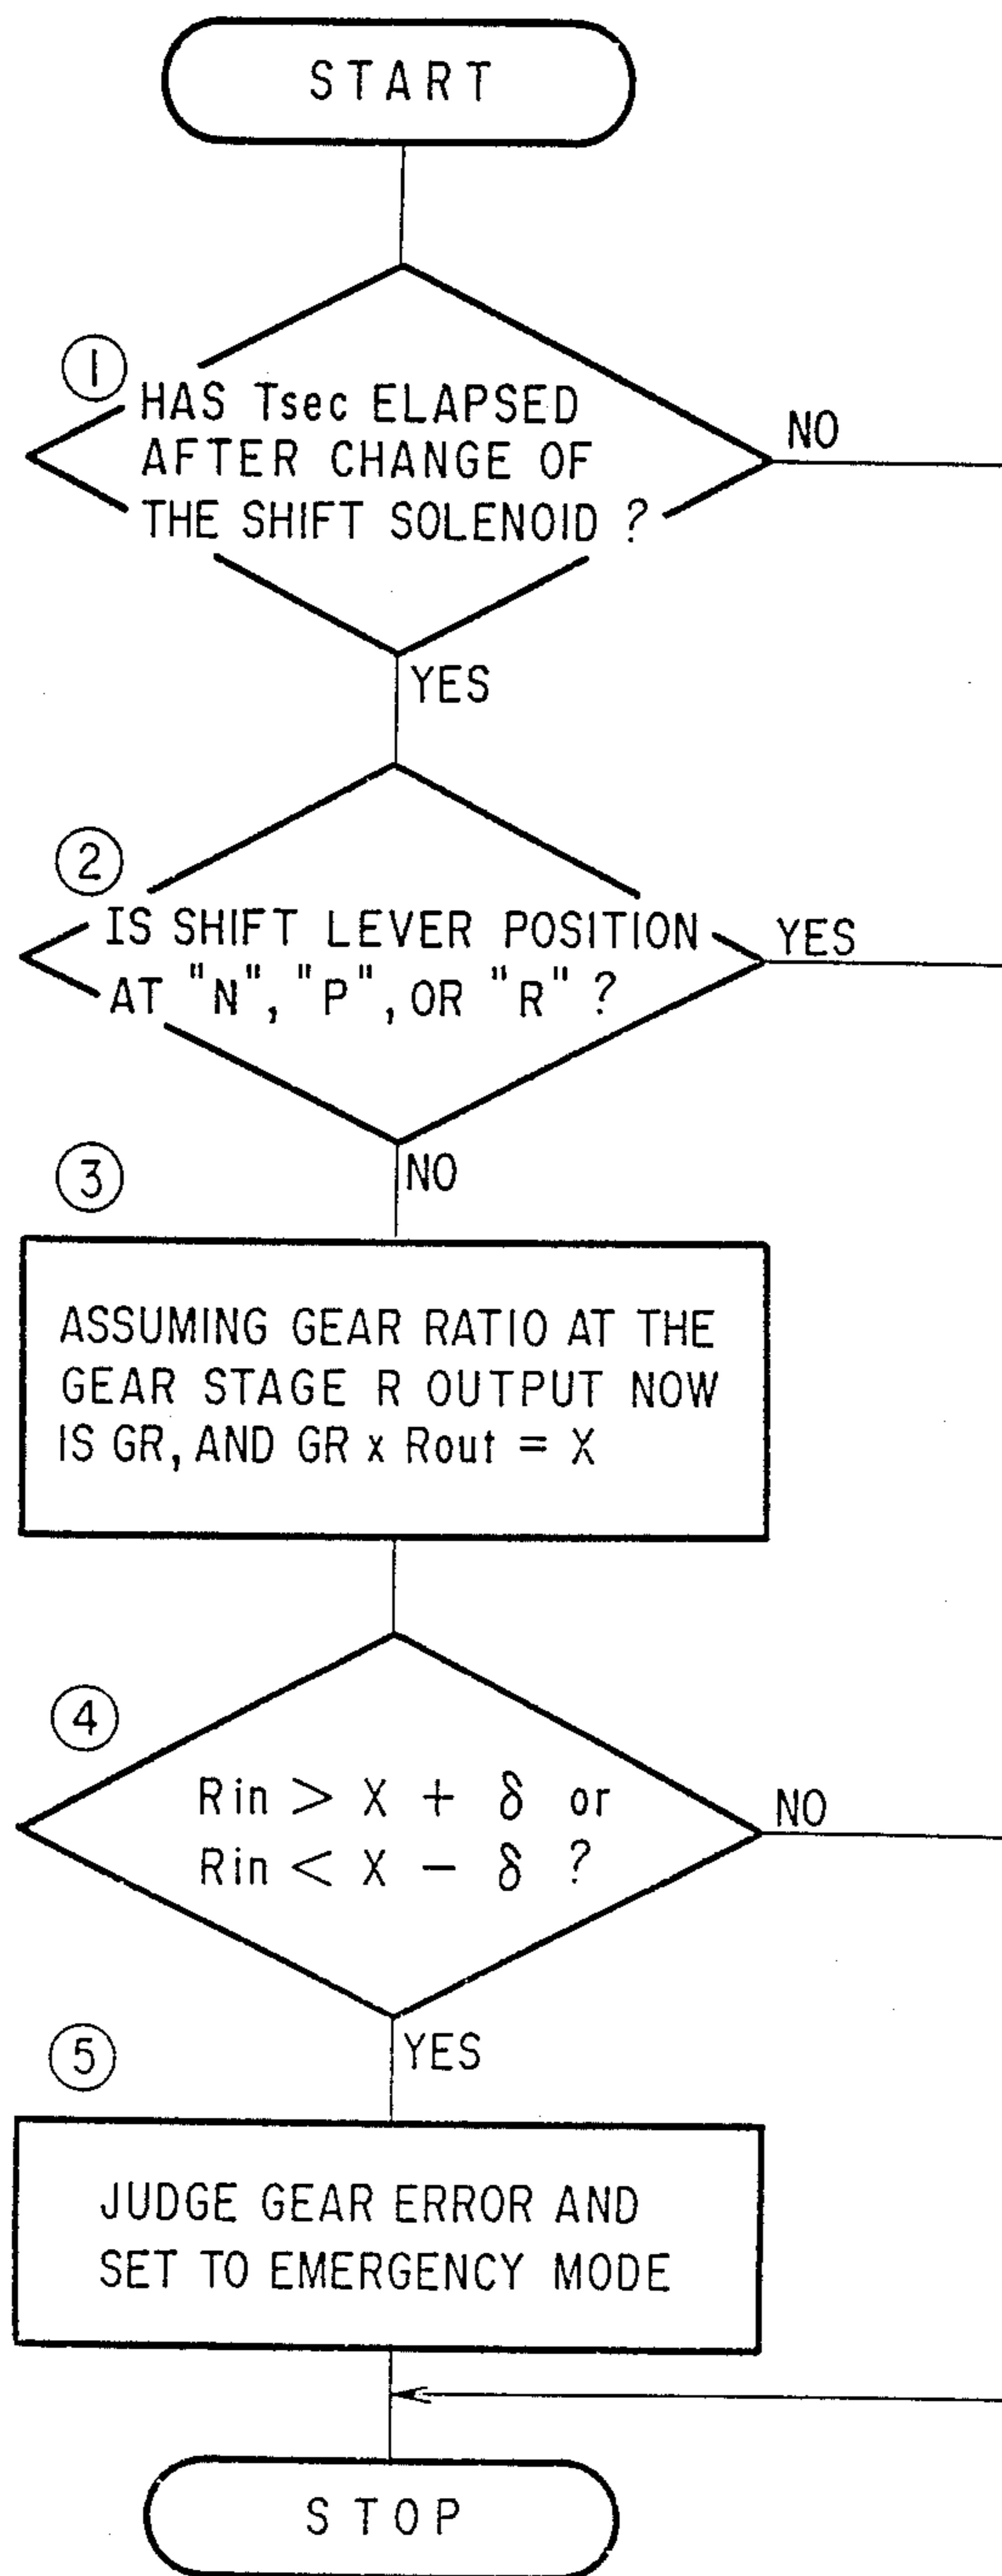 START
1
HAS Tsec ELAPSED
AFTER CHANGE OF
THE SHIFT SOLENOID ?
NO
YES
2
IS SHIFT LEVER POSITION
AT "N", "P", OR "R" ?
YES
NO
3
ASSUMING GEAR RATIO AT THE
GEAR STAGE R OUTPUT NOW
IS GR, AND GR x Rout = X
4
Rin > X + δ or
Rin < X - δ ?
NO
YES
5
JUDGE GEAR ERROR AND
SET TO EMERGENCY MODE
STOP